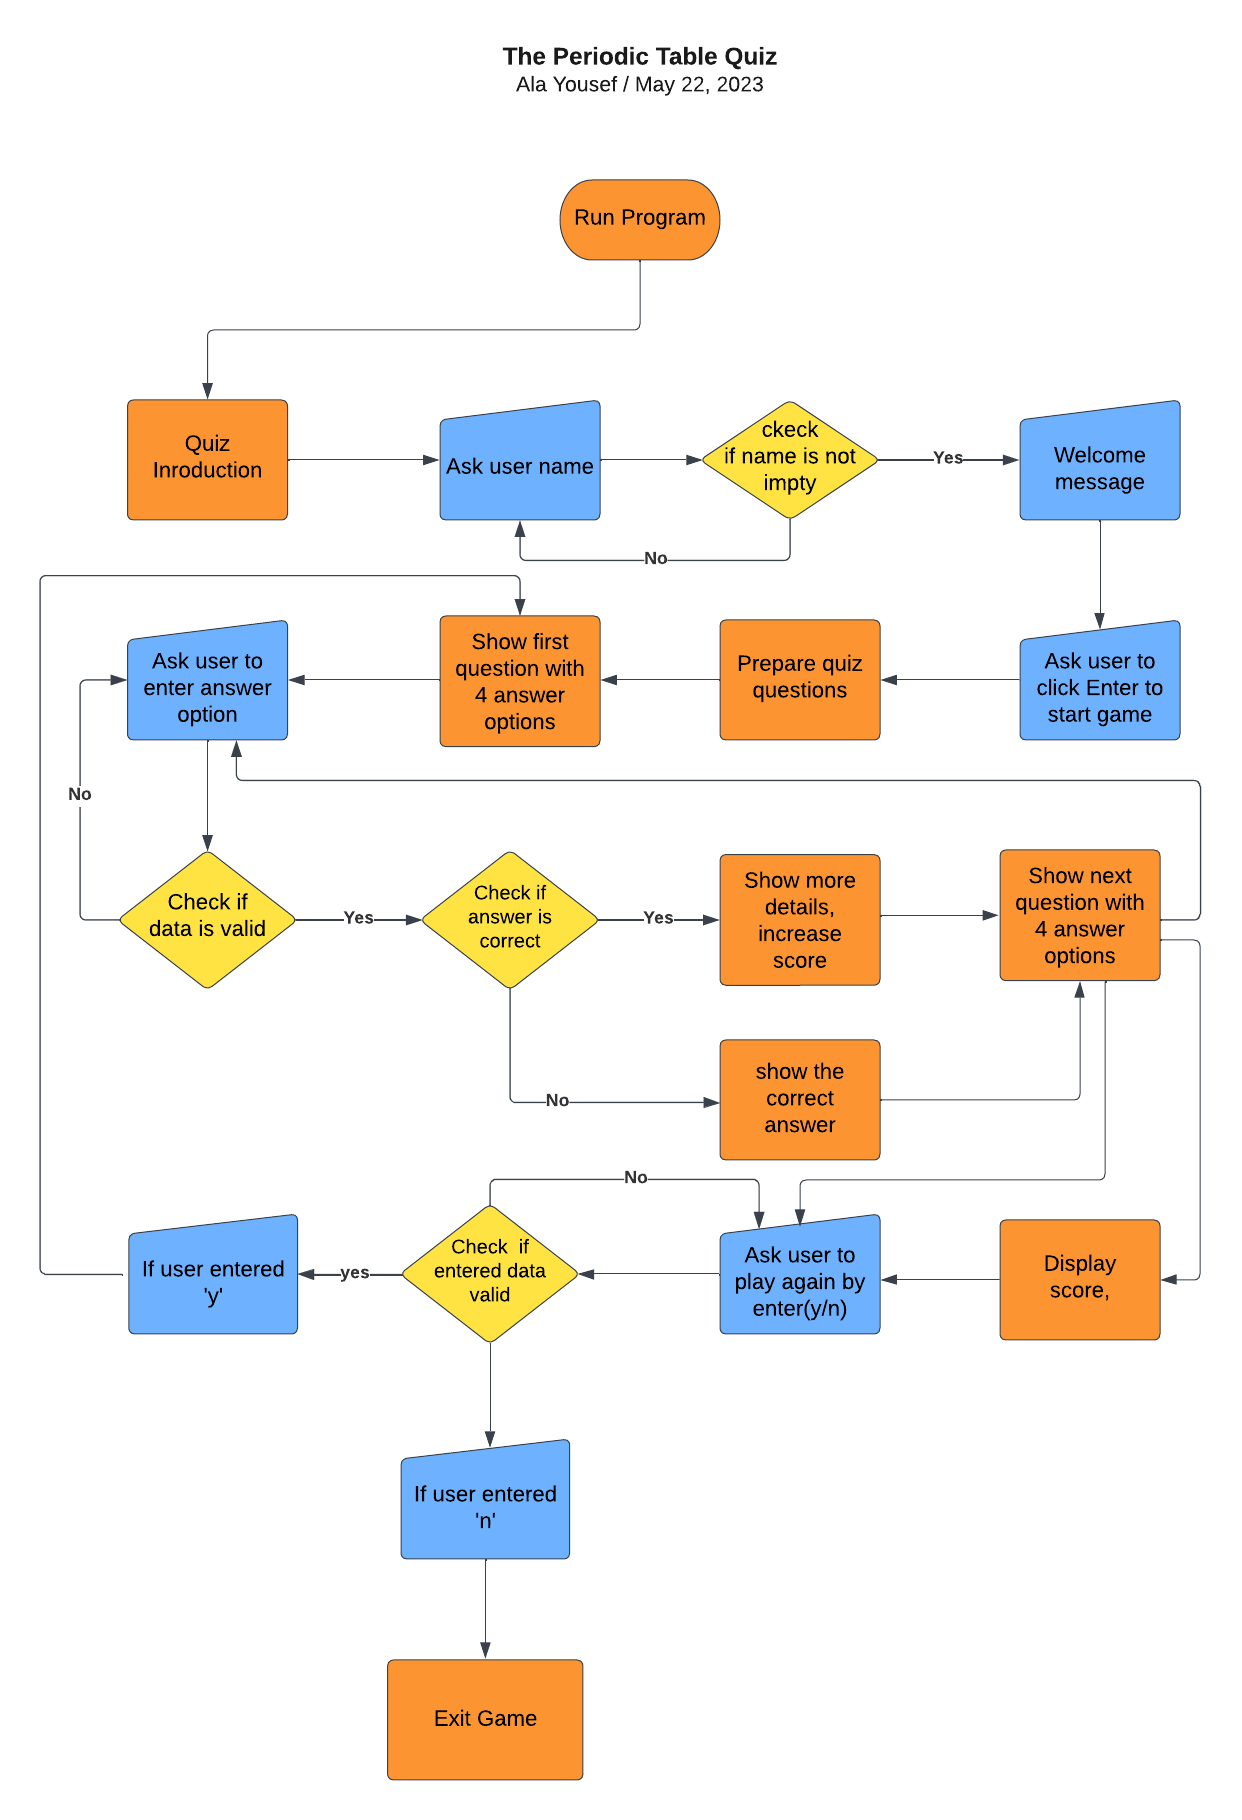 The Periodic Table Quiz
Ala Yousef / May 22, 2023
Run Program
Quiz
Inroduction
Ask user name
ckeck
if name is not
impty
Yes
Welcome
message
No
Ask user to
enter answer
option
Show first
question with
4 answer
options
Prepare quiz
questions
Ask user to
click Enter to
start game
No
Check if
data is valid
Yes
Check if
answer is
correct
Yes
Show more
details,
increase
score
Show next
question with
4 answer
options
No
show the
correct
answer
No
If user entered
'y'
yes
Check  if
entered data
valid
Ask user to
play again by
enter(y/n)
Display
score,
If user entered
'n'
Exit Game